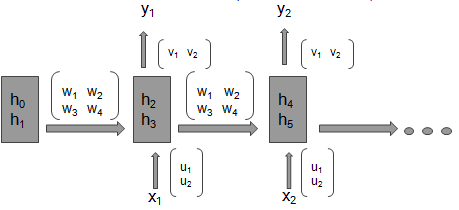 y1 y2
v1 v2 v1 v2
w1 w2 w1 w2
w3 w4 w3 w4
h0 h2 h4
h1 h3 h5
u1 u1
u2 u2
x1 x2